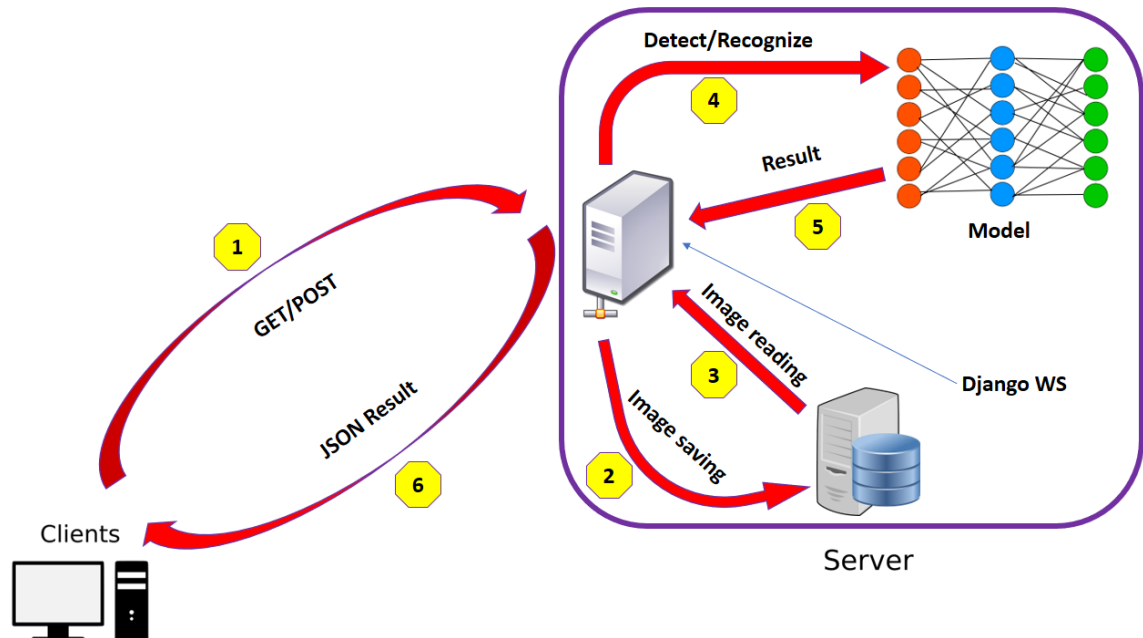 Detect/Recognize
4
Result
5
Model
1
GET/POST
Image reading
3
Django WS
JSON Result
6
Image saving
2
Clients
Server